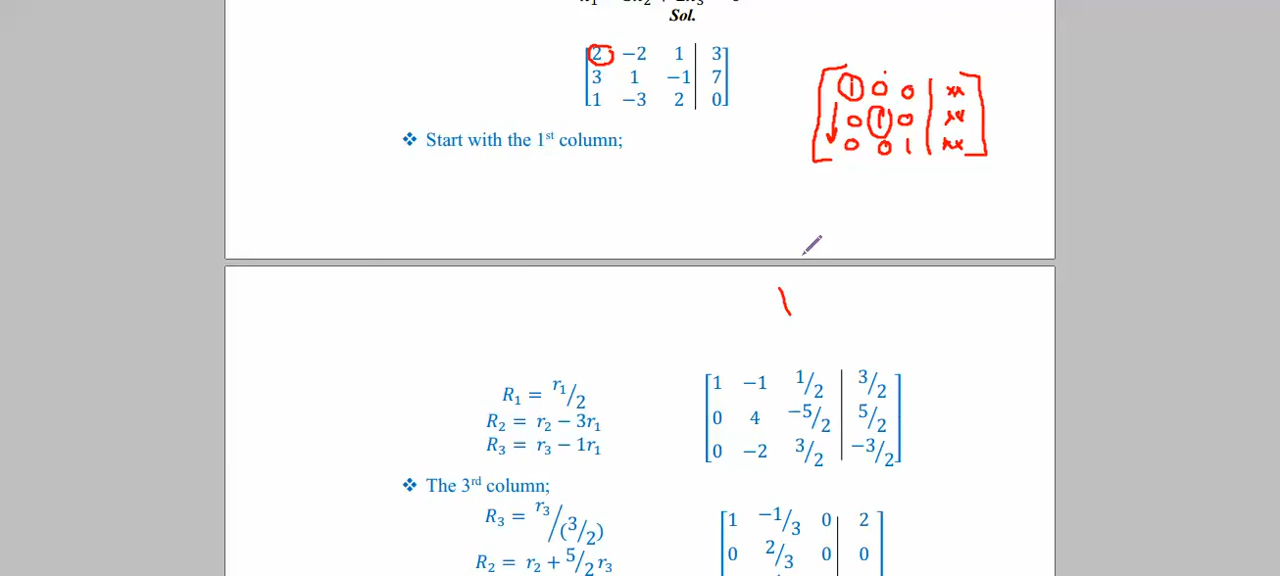 Sol.
[2 −2 1 | 3]
[3 1 −1 | 7]
[1 −3 2 | 0]
[1 0 0 | xx]
[0 1 0 | xx]
[0 0 1 | xx]
❖ Start with the 1st column;
R₁ = r₁/2
R₂ = r₂ − 3r₁
R₃ = r₃ − 1r₁
[1 −1 1/2 | 3/2]
[0 4 −5/2 | 5/2]
[0 −2 3/2 | −3/2]
❖ The 3rd column;
R₃ = r₃/(3/2)
R₂ = r₂ + 5/2 r₃
[1 −1/3 0 | 2]
[0 2/3 0 | 0]